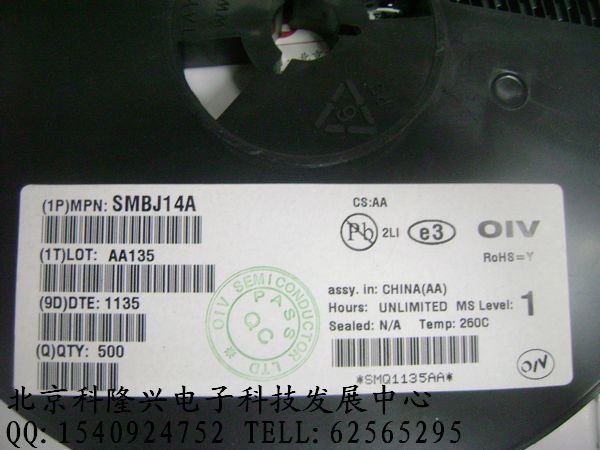 (1P)MPN: SMBJ14A
CS:AA
Pb 2LI e3 OIV
(1T)LOT: AA135
RoHS=Y
assy. in: CHINA(AA)
(9D)DTE: 1135
Hours: UNLIMITED MS Level: 1
Sealed: N/A Temp: 260C
(Q)QTY: 500
OIV SEMICONDUCTOR LTD
PASS
QC
*SMQ1135AA*
OIV
北京科隆兴电子科技发展中心
QQ: 1540924752 TELL: 62565295